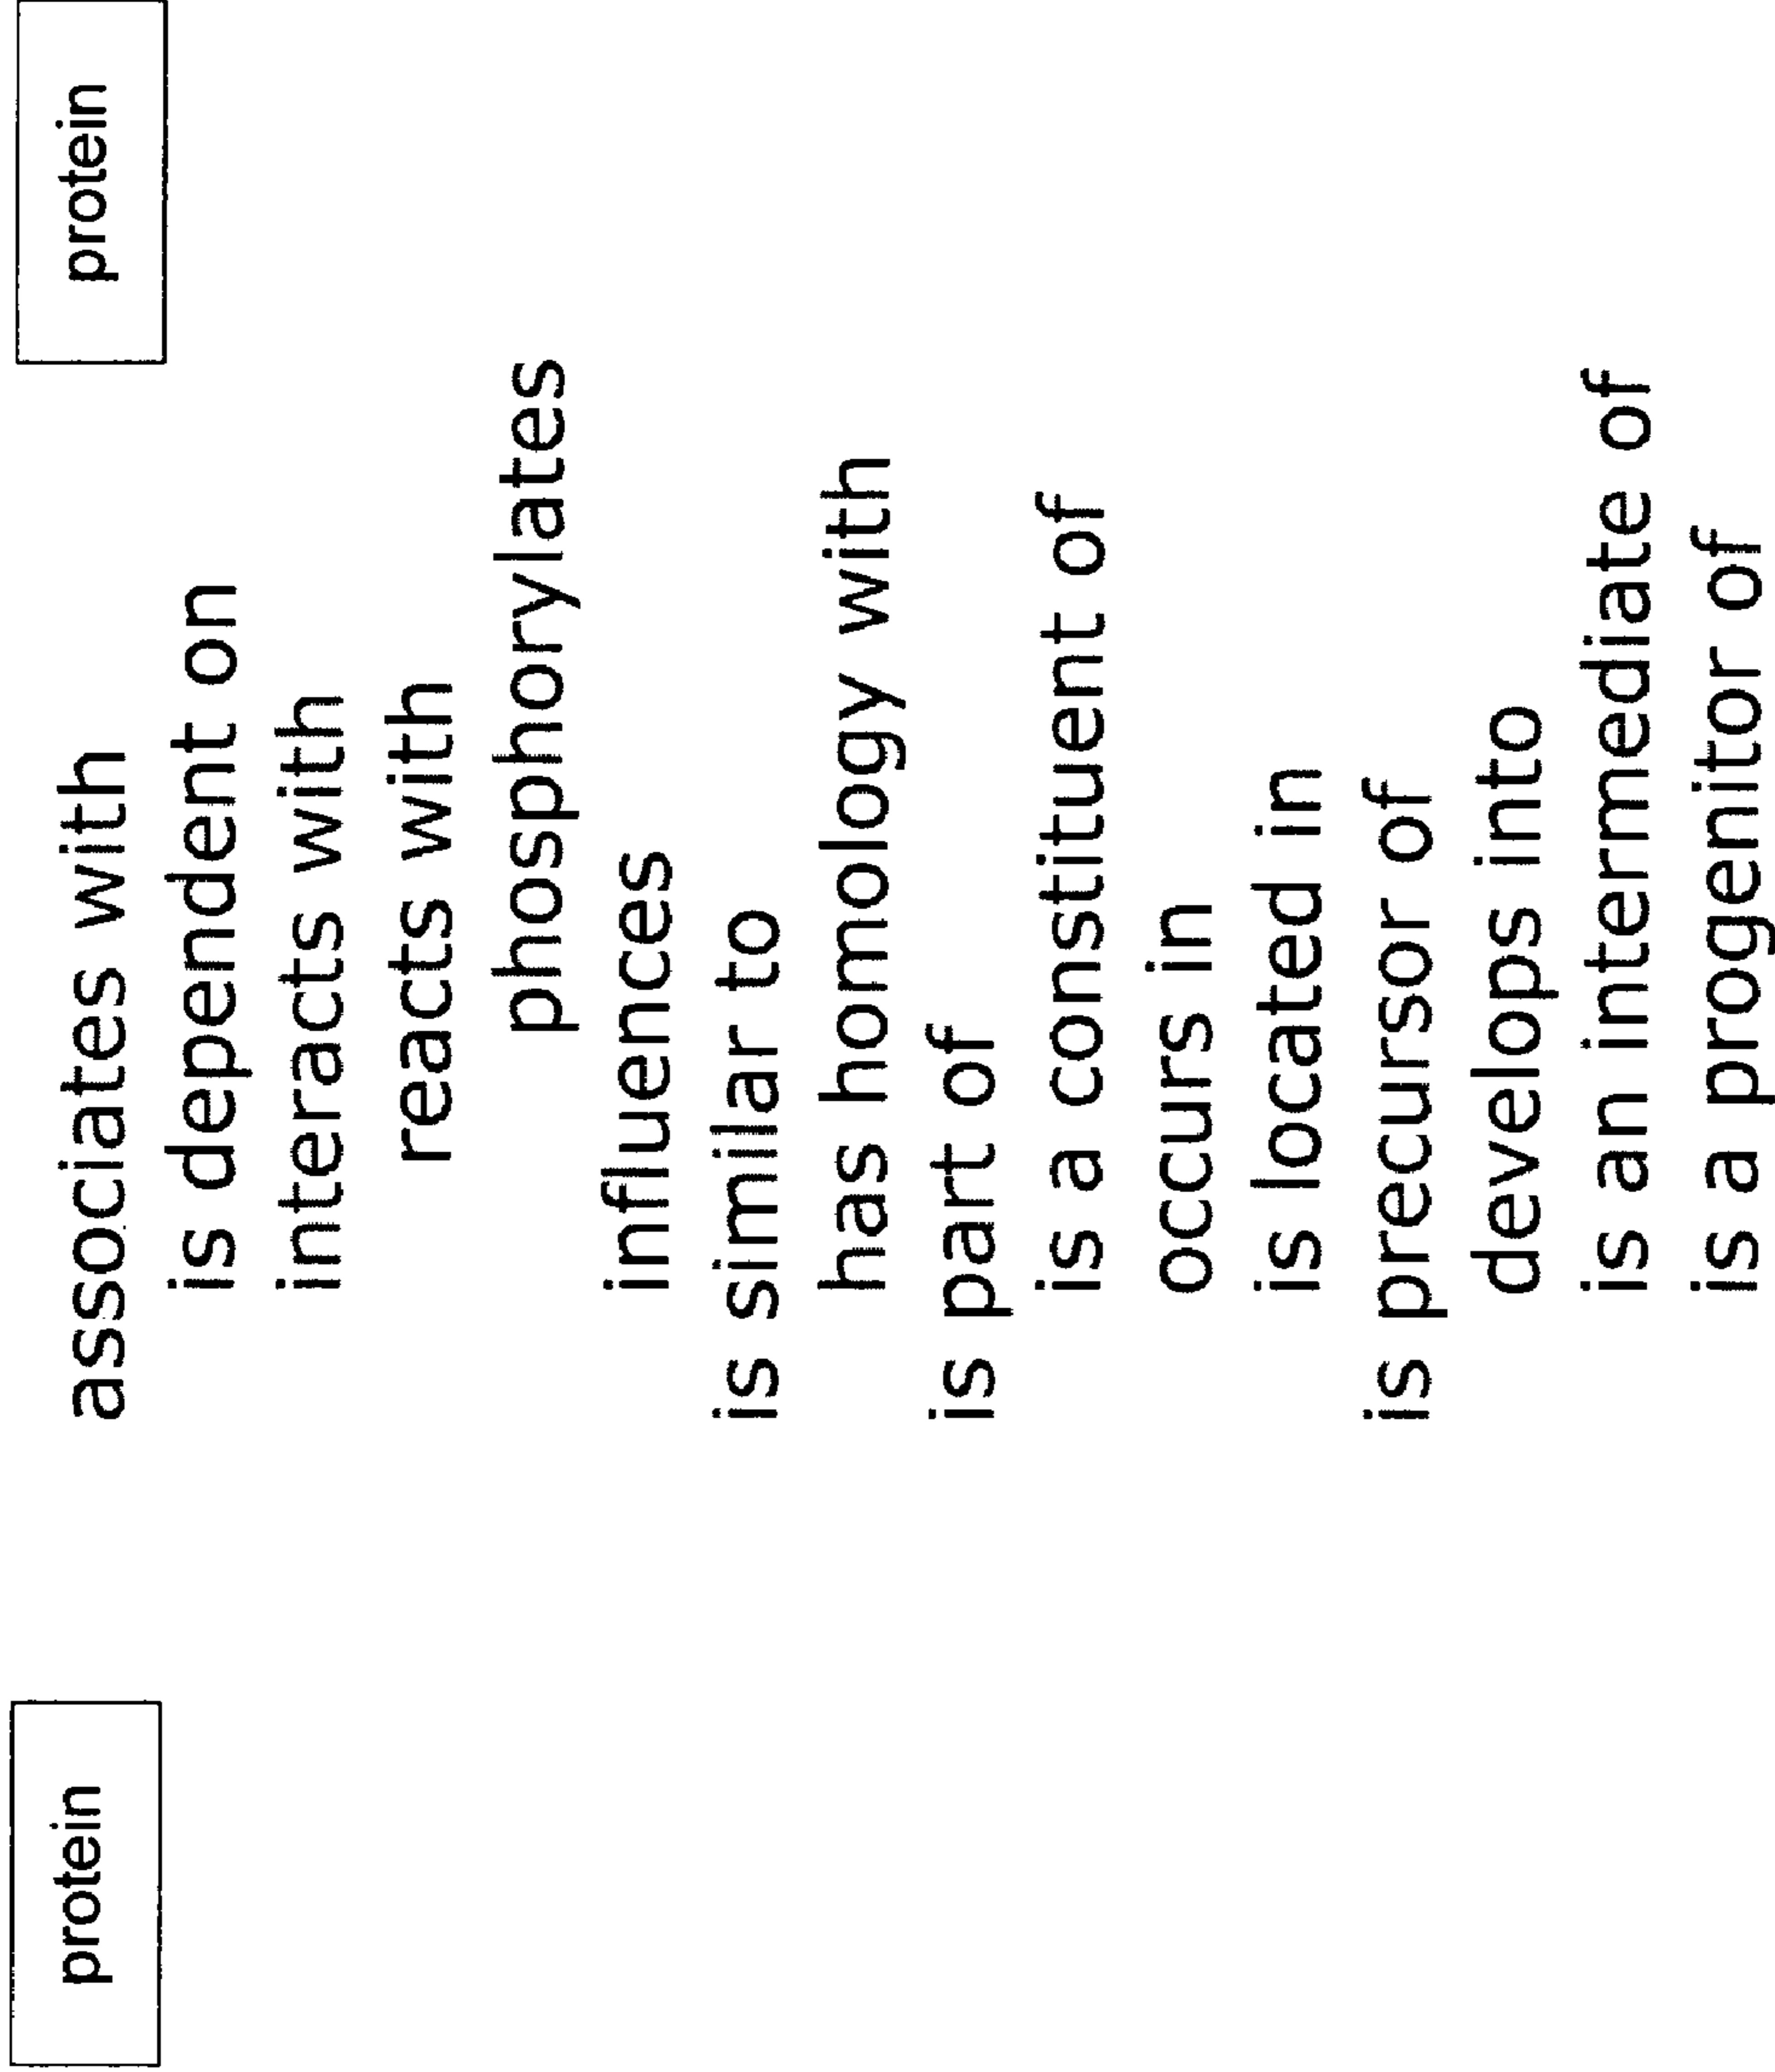 protein
protein
associates with
is dependent on
interacts with
reacts with
phosphorylates
influences
is similar to
has homology with
is part of
is a constituent of
occurs in
is located in
is precursor of
develops into
is an intermediate of
is a progenitor of